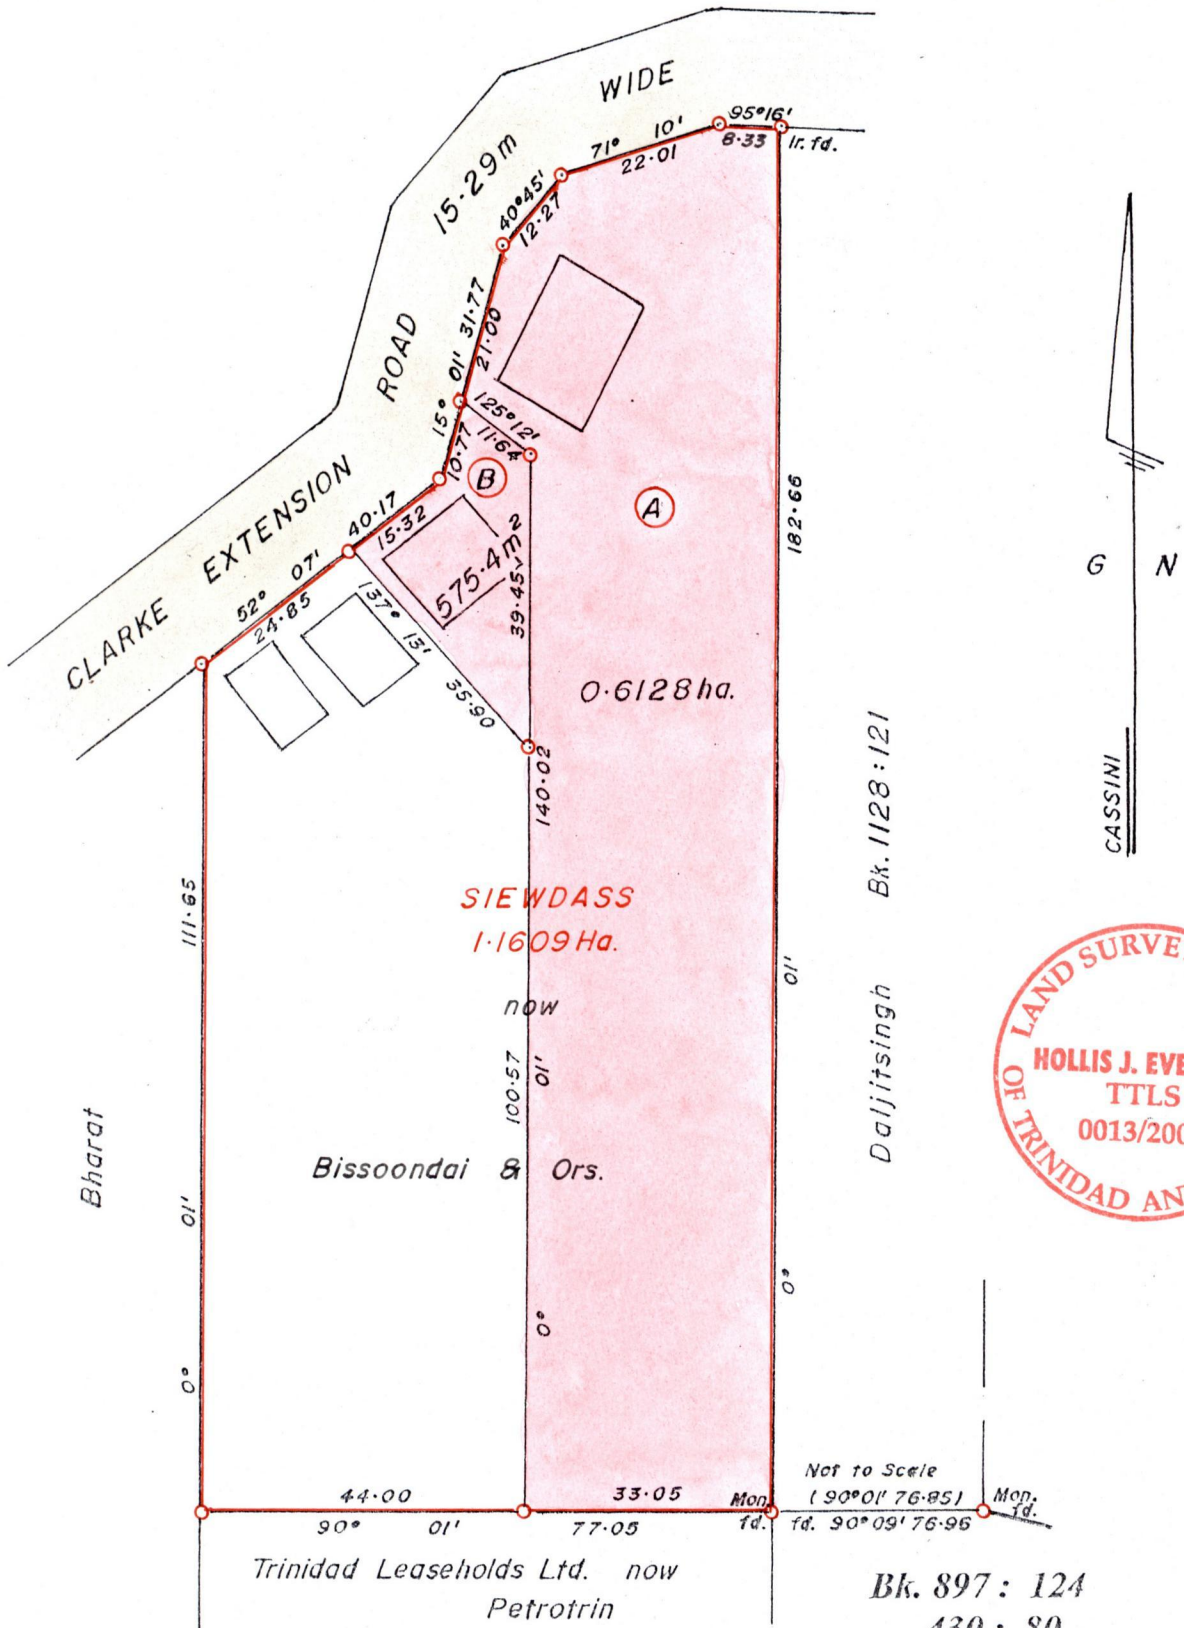 WIDE
15·29m
ROAD
CLARKE EXTENSION
95°16'
8·33
Ir. fd.
71° 10'
22·01
40°45'
12·27
15° 01' 31·77
21·00
125°12'
11·64
10·77
B
A
40·17
15·32
52° 07'
24·85
575·4m²
39·45
137° 13'
35·90
0·6128ha.
182·66
01'
0°
G N
CASSINI
Bk. 1128:121
Daljitsingh
140·02
SIEWDASS
1·1609Ha.
now
100·57
01'
0°
Bissoondai & Ors.
111·65
01'
0°
Bharat
LAND SURVE
HOLLIS J. EVE
TTLS
0013/200
OF TRINIDAD AN
44·00
33·05
Mon.
fd.
90° 01' 77·05
Not to Scale
(90°01' 76·85)
fd. 90°09' 76·96
Mon.
fd.
Trinidad Leaseholds Ltd. now
Petrotrin
Bk. 897 : 124
430 : 80